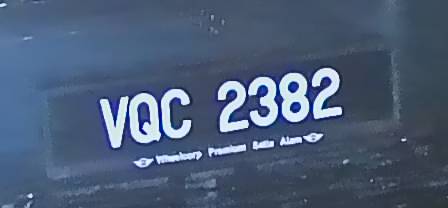 VQC 2382
Wheelcorp Premium Setia Alam